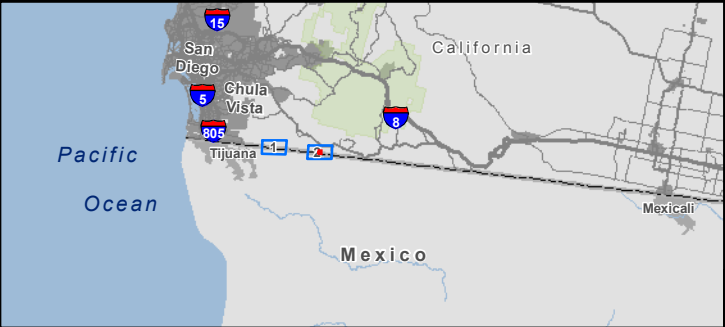 15
San
Diego
California
Chula
Vista
5
8
805
Tijuana
1
2
Pacific
Ocean
Mexicali
Mexico